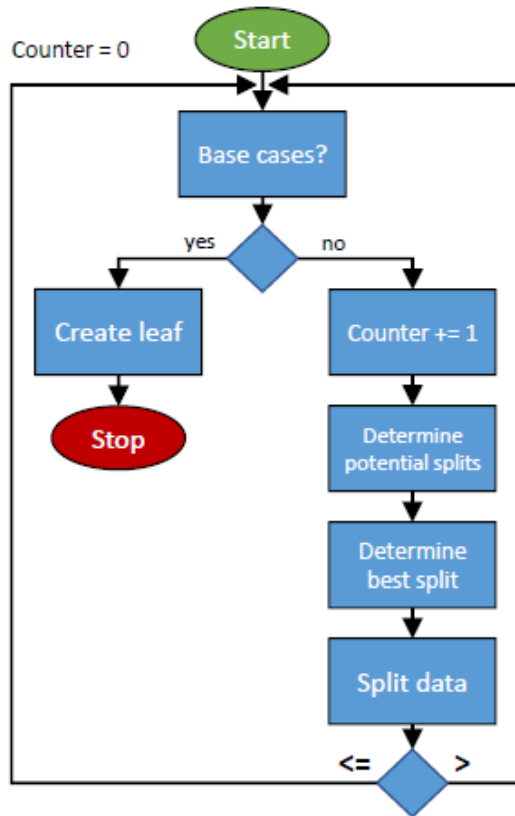 Start
Counter = 0
Base cases?
yes
no
Create leaf
Counter += 1
Stop
Determine
potential splits
Determine
best split
Split data
<=
>